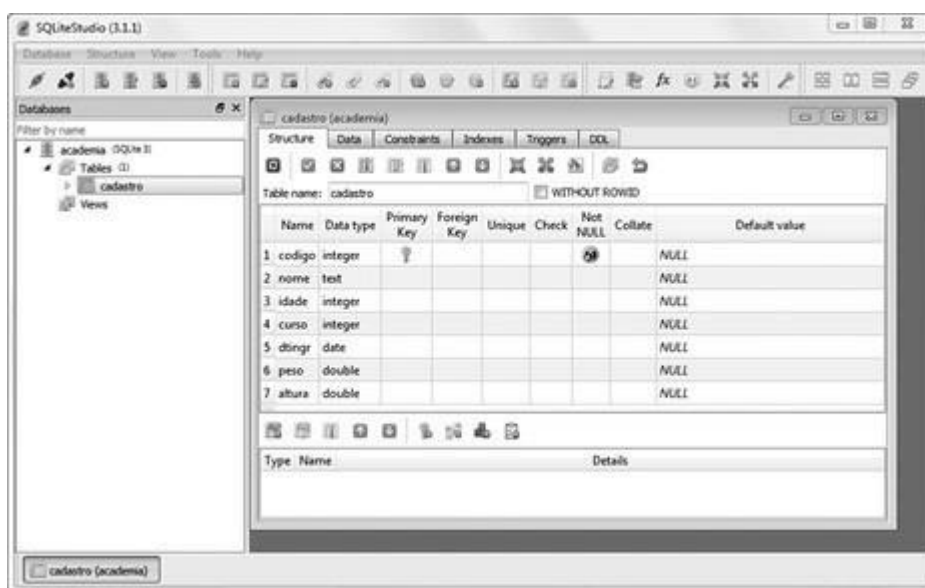 SQLiteStudio (3.1.1)
Database Structure View Tools Help
Databases
Filter by name
academia (SQLite 3)
Tables (1)
cadastro
Views
cadastro (academia)
Structure Data Constraints Indexes Triggers DDL
Table name: cadastro WITHOUT ROWID
Name Data type Primary Key Foreign Key Unique Check Not NULL Collate Default value
1 codigo integer NULL
2 nome text NULL
3 idade integer NULL
4 curso integer NULL
5 dtingr date NULL
6 peso double NULL
7 altura double NULL
Type Name Details
cadastro (academia)